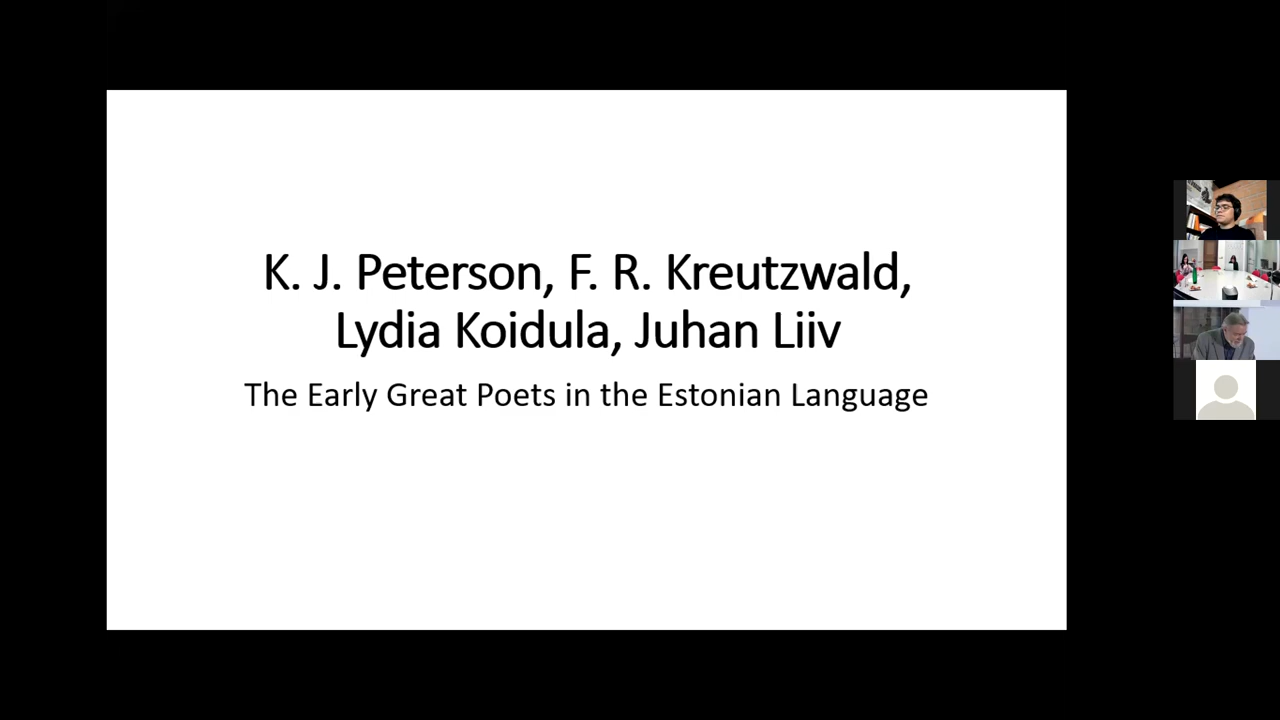 K. J. Peterson, F. R. Kreutzwald,
Lydia Koidula, Juhan Liiv
The Early Great Poets in the Estonian Language